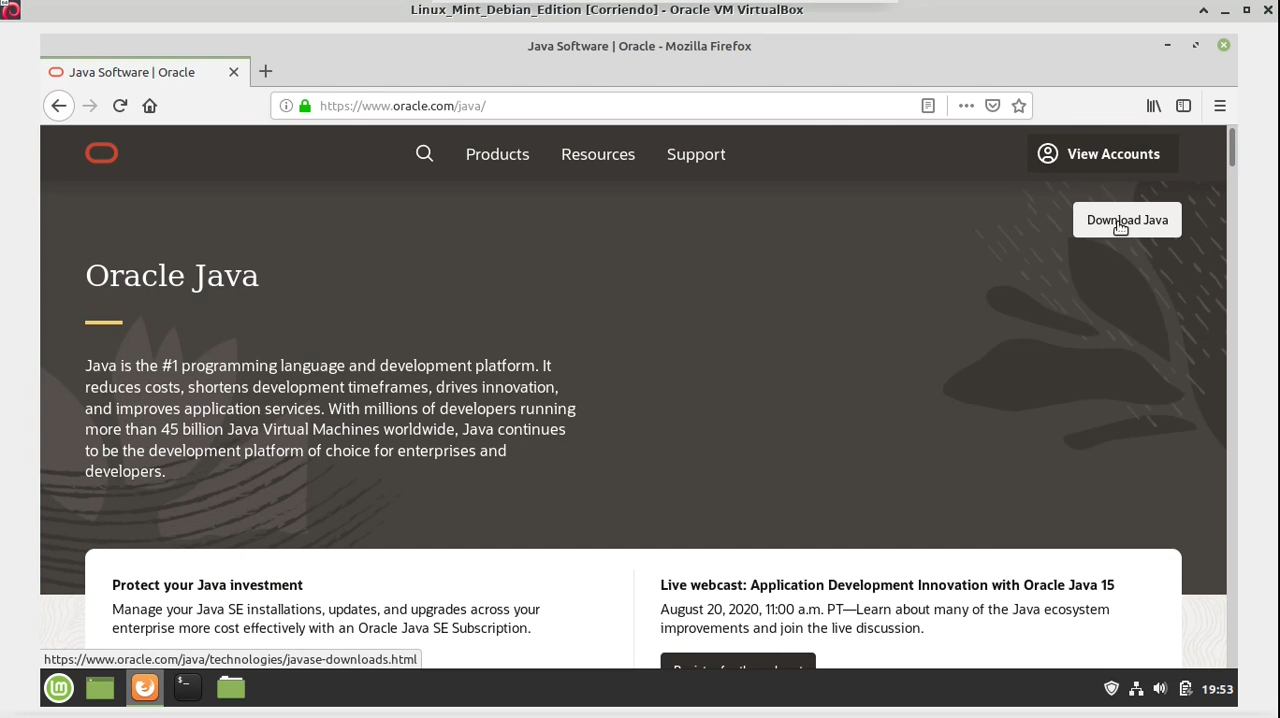 Linux_Mint_Debian_Edition [Corriendo] - Oracle VM VirtualBox
Java Software | Oracle - Mozilla Firefox
Java Software | Oracle
https://www.oracle.com/java/
Products Resources Support View Accounts
Download Java
Oracle Java
Java is the #1 programming language and development platform. It
reduces costs, shortens development timeframes, drives innovation,
and improves application services. With millions of developers running
more than 45 billion Java Virtual Machines worldwide, Java continues
to be the development platform of choice for enterprises and
developers.
Protect your Java investment
Manage your Java SE installations, updates, and upgrades across your
enterprise more cost effectively with an Oracle Java SE Subscription.
Live webcast: Application Development Innovation with Oracle Java 15
August 20, 2020, 11:00 a.m. PT—Learn about many of the Java ecosystem
improvements and join the live discussion.
https://www.oracle.com/java/technologies/javase-downloads.html
19:53